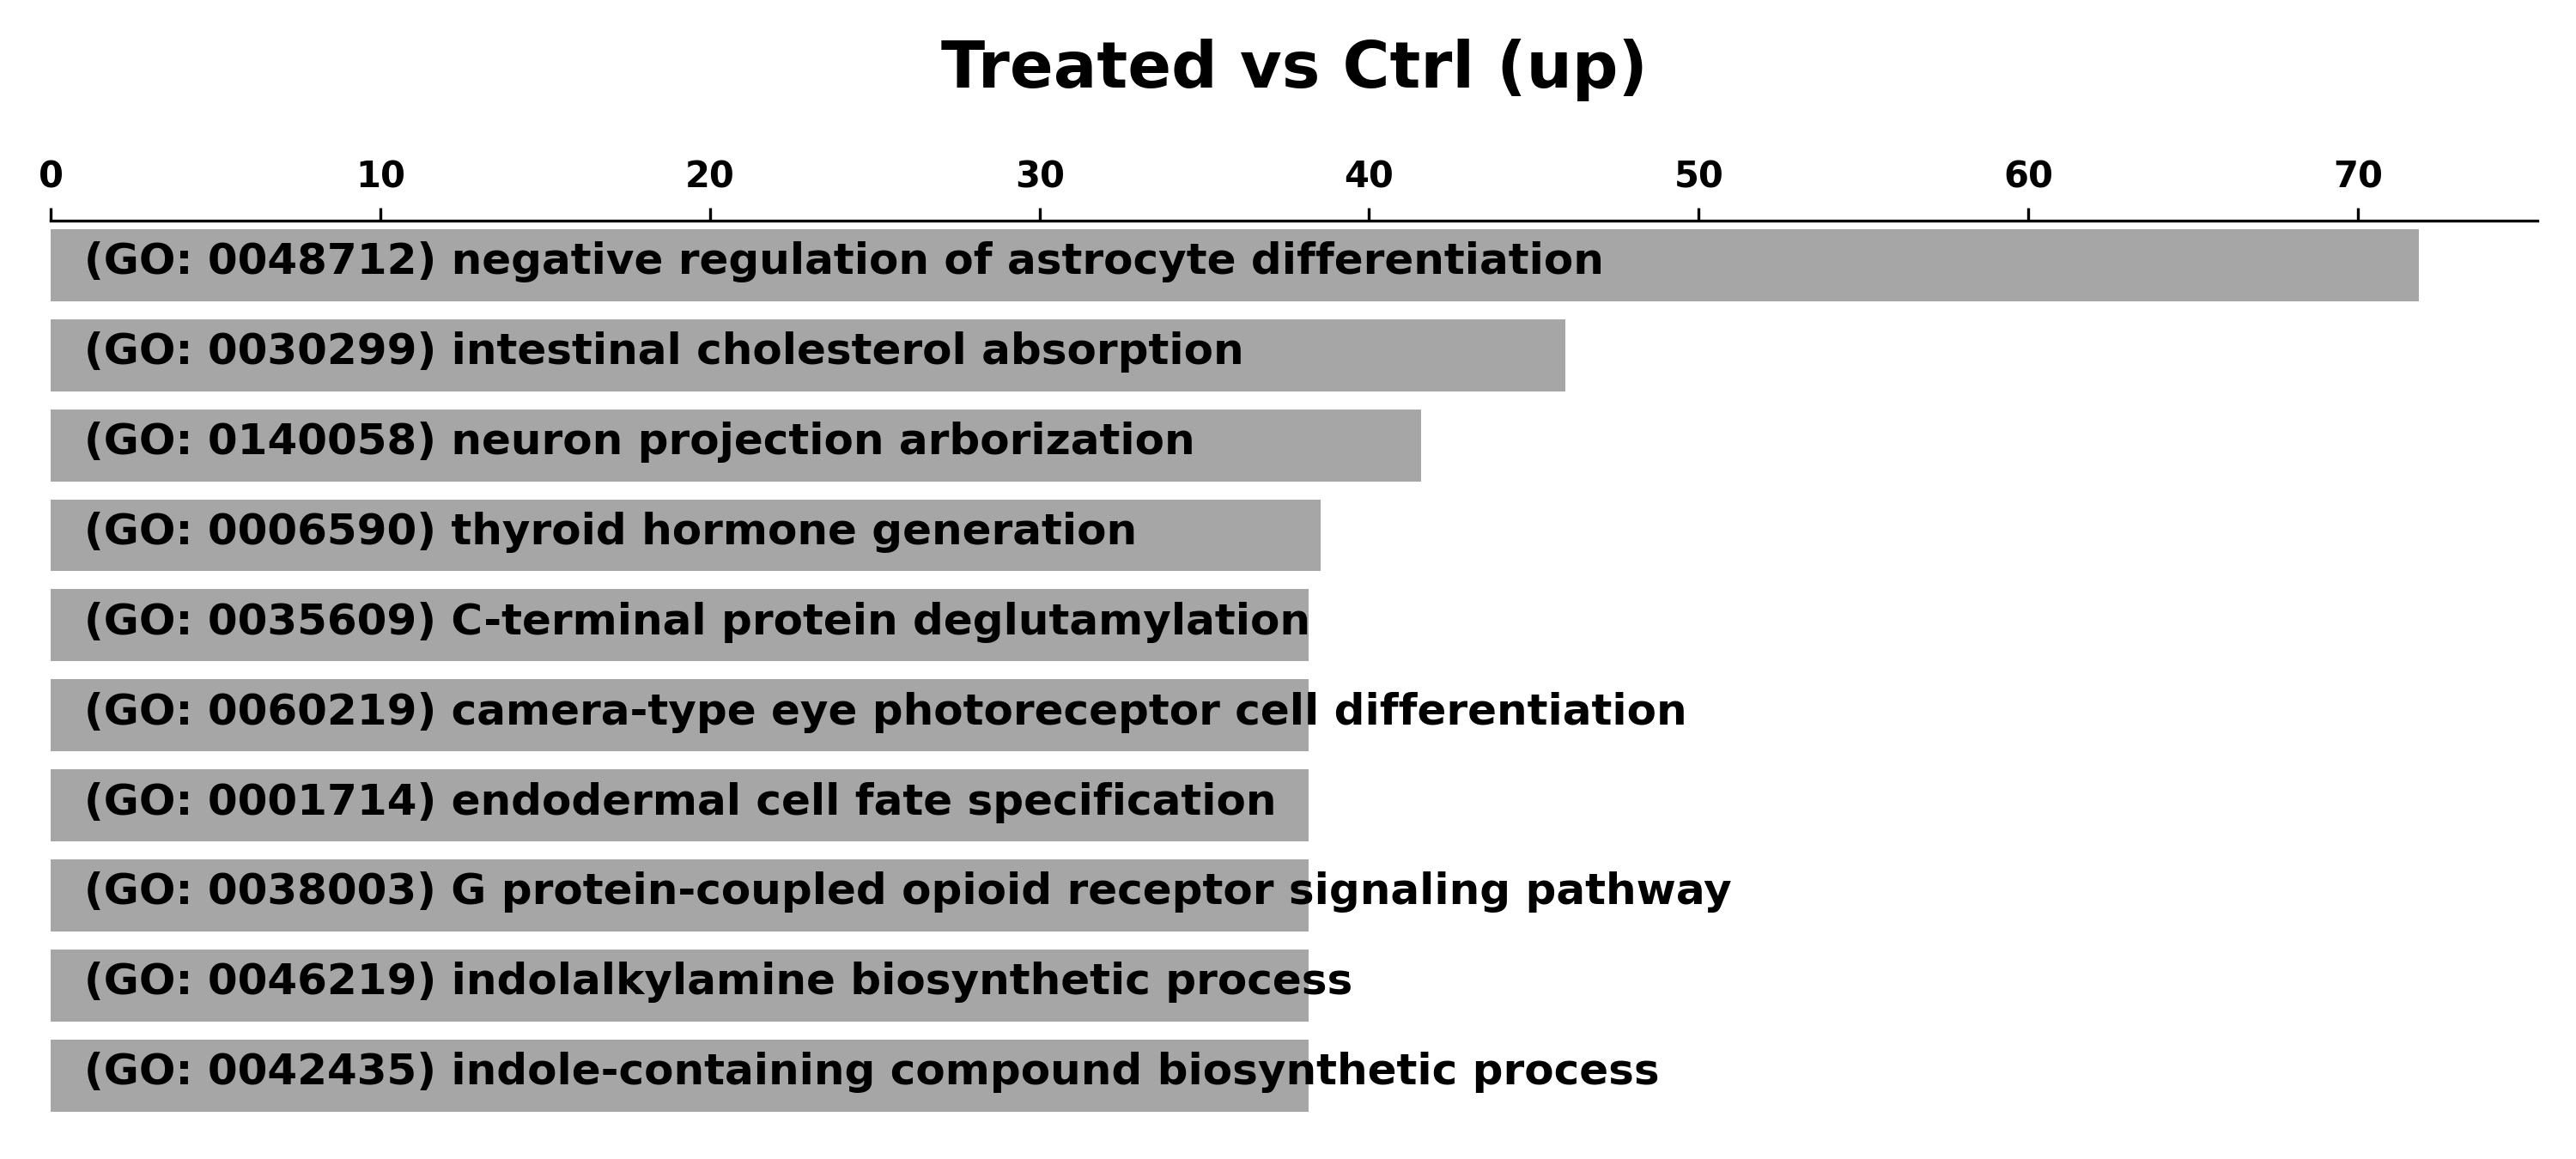 Treated vs Ctrl (up)
0 10 20 30 40 50 60 70
(GO: 0048712) negative regulation of astrocyte differentiation
(GO: 0030299) intestinal cholesterol absorption
(GO: 0140058) neuron projection arborization
(GO: 0006590) thyroid hormone generation
(GO: 0035609) C-terminal protein deglutamylation
(GO: 0060219) camera-type eye photoreceptor cell differentiation
(GO: 0001714) endodermal cell fate specification
(GO: 0038003) G protein-coupled opioid receptor signaling pathway
(GO: 0046219) indolalkylamine biosynthetic process
(GO: 0042435) indole-containing compound biosynthetic process